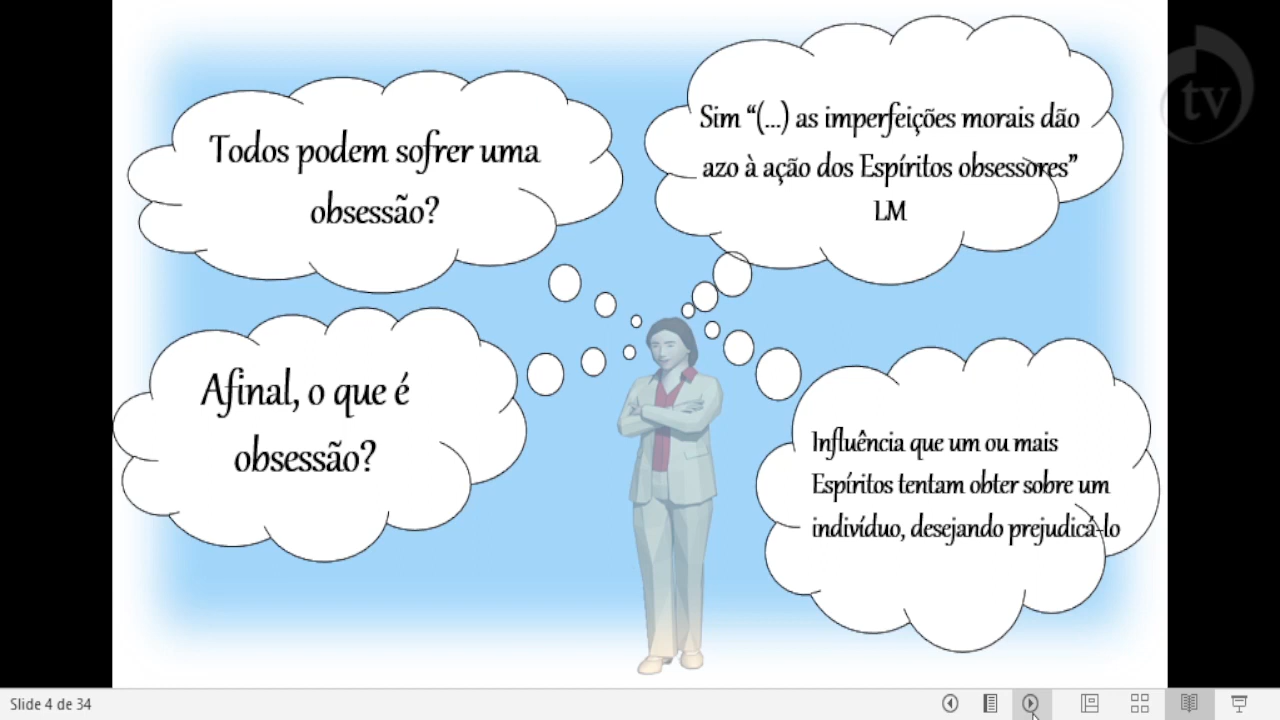 Todos podem sofrer uma
obsessão?
Sim “(...) as imperfeições morais dão
azo à ação dos Espíritos obsessores”
LM
Afinal, o que é
obsessão?
Influência que um ou mais
Espíritos tentam obter sobre um
indivíduo, desejando prejudicá-lo
tv
Slide 4 de 34